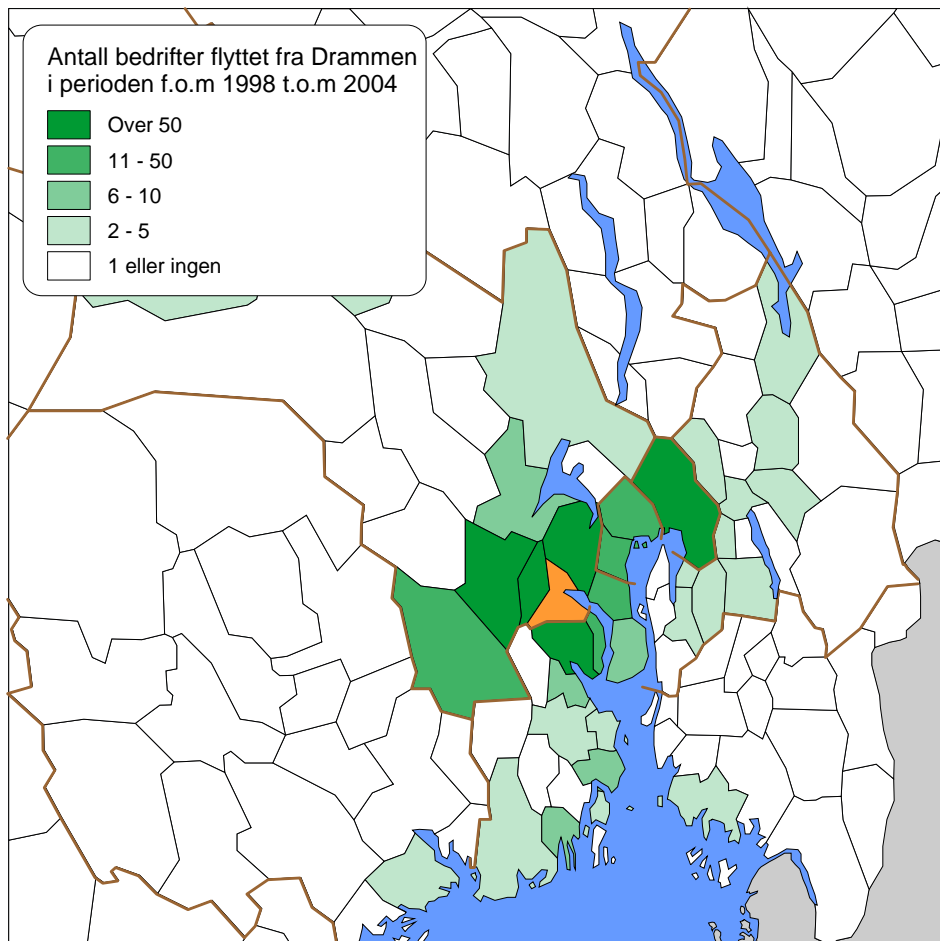 Antall bedrifter flyttet fra Drammen
i perioden f.o.m 1998 t.o.m 2004
Over 50
11 - 50
6 - 10
2 - 5
1 eller ingen